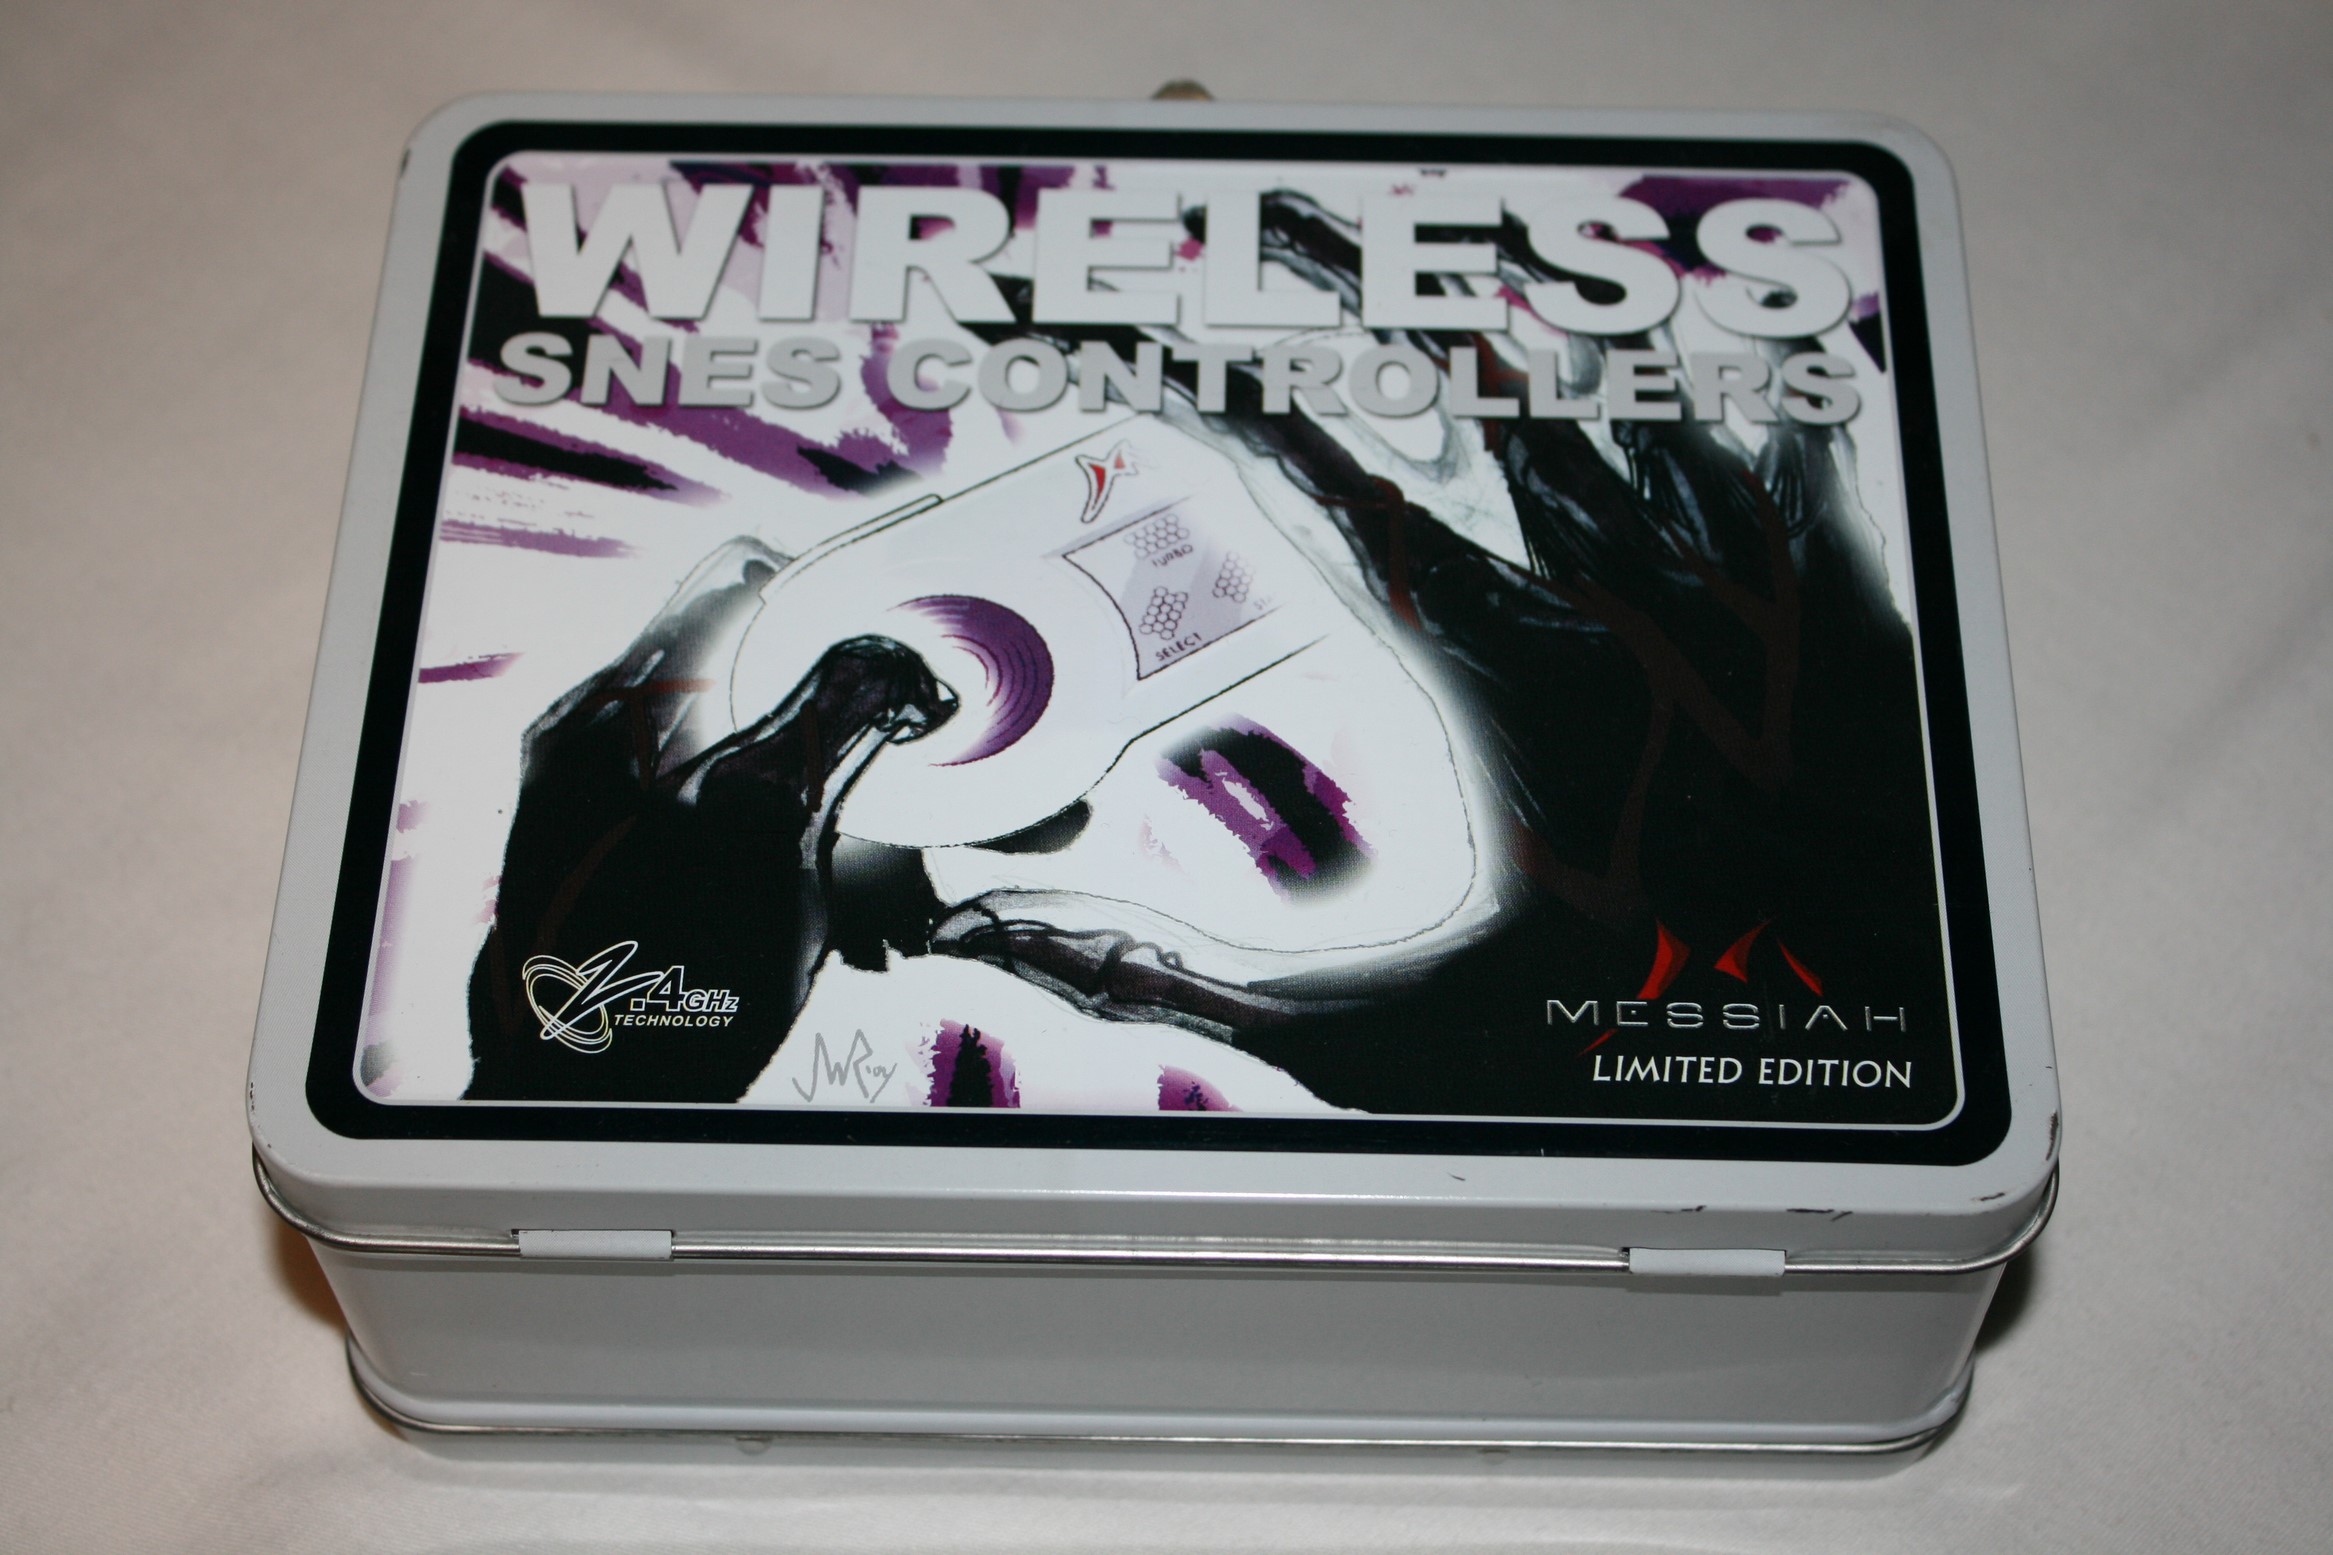 WIRELESS
SNES CONTROLLERS
TURBO
SELECT
2.4GHz
TECHNOLOGY
MESSIAH
LIMITED EDITION